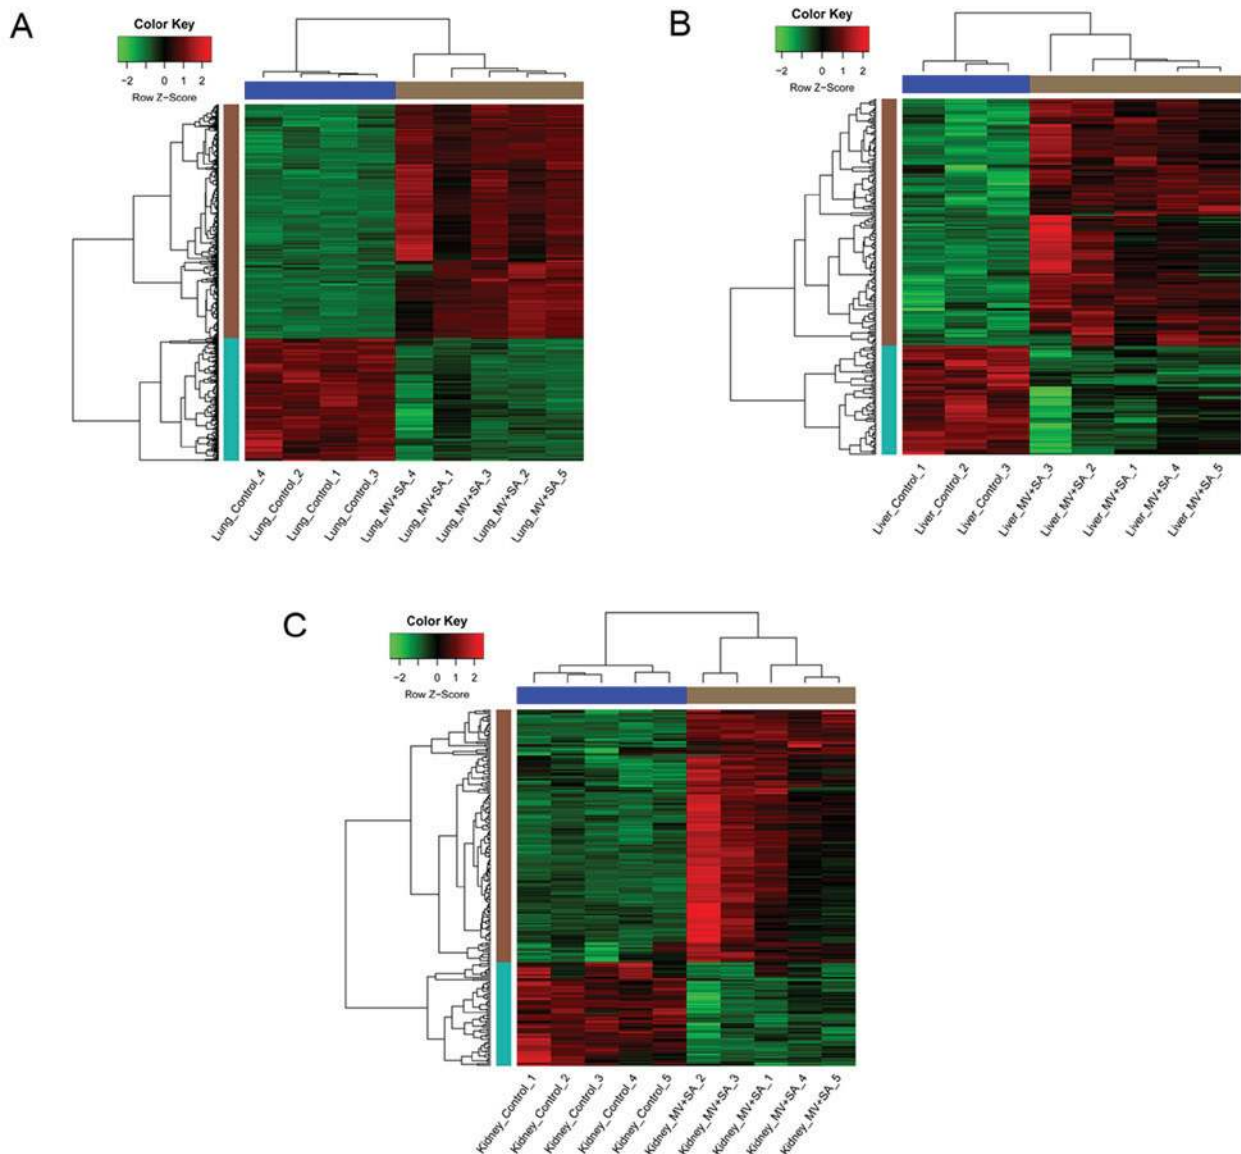 A
Color Key
−2 0 1 2
Row Z−Score
Lung_Control_4
Lung_Control_2
Lung_Control_1
Lung_Control_3
Lung_MV+SA_4
Lung_MV+SA_1
Lung_MV+SA_3
Lung_MV+SA_2
Lung_MV+SA_5
B
Color Key
−2 0 1 2
Row Z−Score
Liver_Control_1
Liver_Control_2
Liver_Control_3
Liver_MV+SA_3
Liver_MV+SA_2
Liver_MV+SA_1
Liver_MV+SA_4
Liver_MV+SA_5
C
Color Key
−2 0 1 2
Row Z−Score
Kidney_Control_1
Kidney_Control_2
Kidney_Control_3
Kidney_Control_4
Kidney_Control_5
Kidney_MV+SA_2
Kidney_MV+SA_3
Kidney_MV+SA_1
Kidney_MV+SA_4
Kidney_MV+SA_5